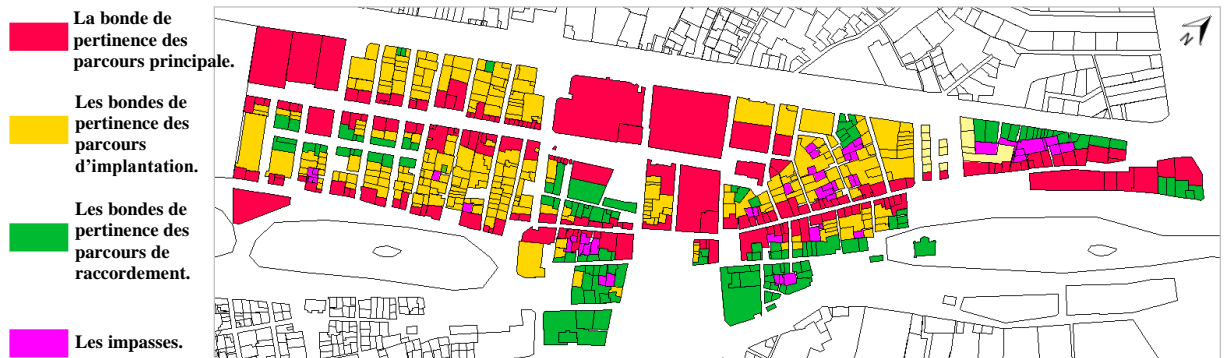 La bonde de
pertinence des
parcours principale.
Les bondes de
pertinence des
parcours
d’implantation.
Les bondes de
pertinence des
parcours de
raccordement.
Les impasses.
N